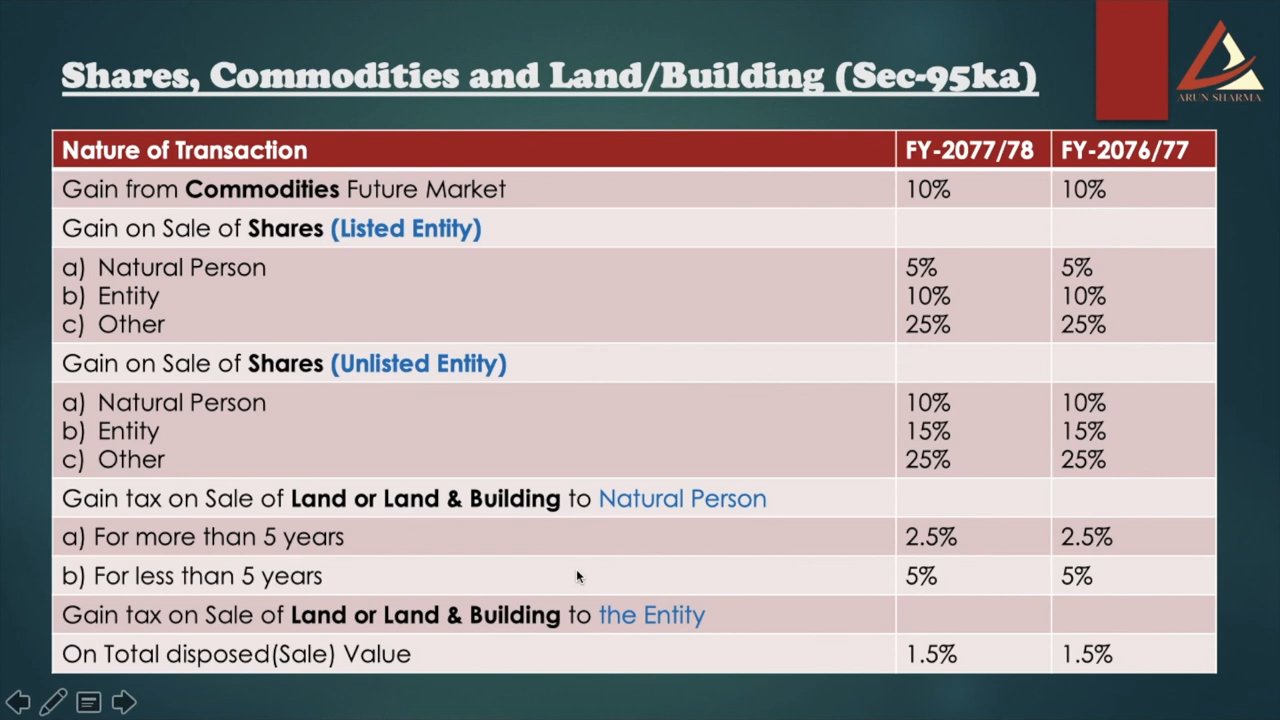 Shares, Commodities and Land/Building (Sec-95ka)
ARUN SHARMA
Nature of Transaction FY-2077/78 FY-2076/77
Gain from Commodities Future Market 10% 10%
Gain on Sale of Shares (Listed Entity)
a) Natural Person 5% 5%
b) Entity 10% 10%
c) Other 25% 25%
Gain on Sale of Shares (Unlisted Entity)
a) Natural Person 10% 10%
b) Entity 15% 15%
c) Other 25% 25%
Gain tax on Sale of Land or Land & Building to Natural Person
a) For more than 5 years 2.5% 2.5%
b) For less than 5 years 5% 5%
Gain tax on Sale of Land or Land & Building to the Entity
On Total disposed(Sale) Value 1.5% 1.5%